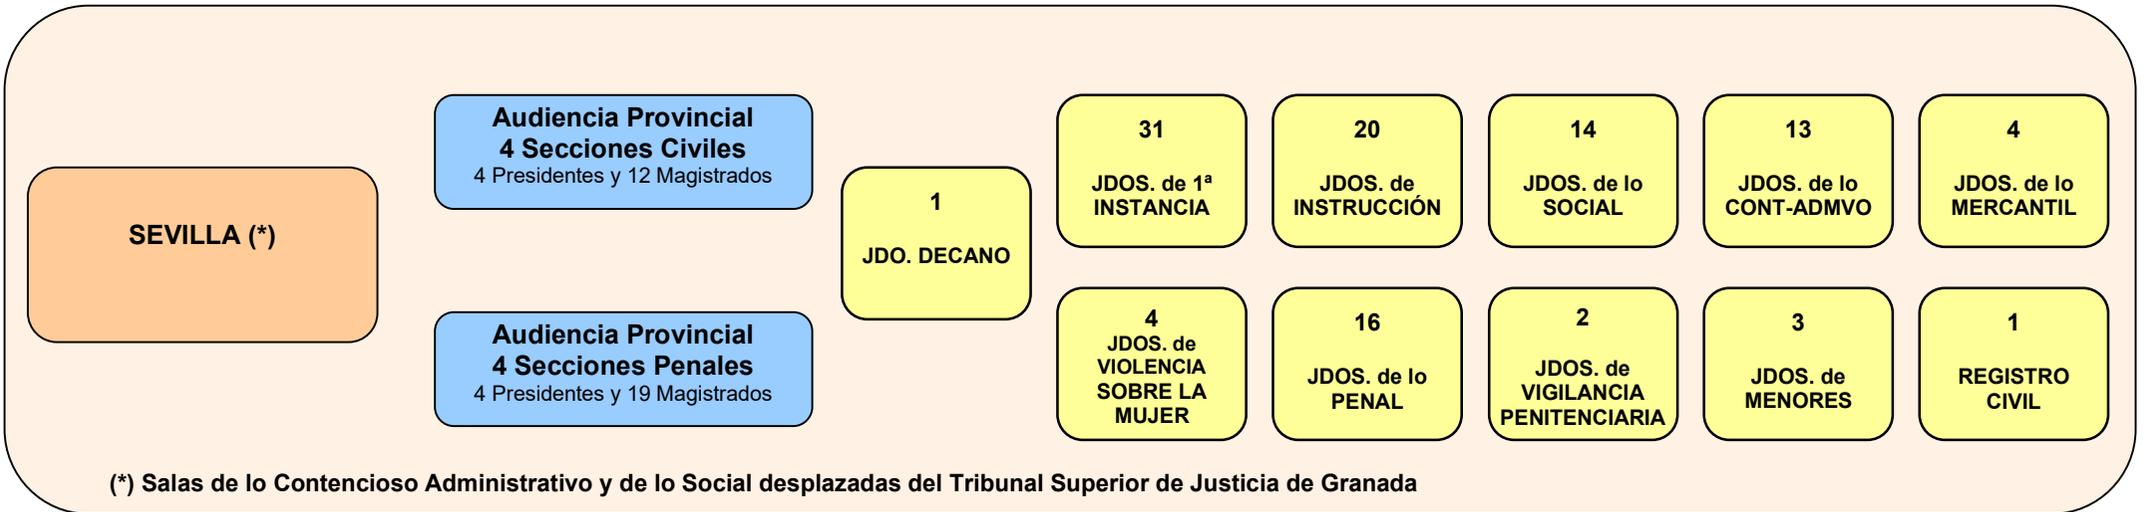 SEVILLA (*)
Audiencia Provincial
4 Secciones Civiles
4 Presidentes y 12 Magistrados
Audiencia Provincial
4 Secciones Penales
4 Presidentes y 19 Magistrados
1
JDO. DECANO
31
JDOS. de 1ª
INSTANCIA
20
JDOS. de
INSTRUCCIÓN
14
JDOS. de lo
SOCIAL
13
JDOS. de lo
CONT-ADMVO
4
JDOS. de lo
MERCANTIL
4
JDOS. de
VIOLENCIA
SOBRE LA
MUJER
16
JDOS. de lo
PENAL
2
JDOS. de
VIGILANCIA
PENITENCIARIA
3
JDOS. de
MENORES
1
REGISTRO
CIVIL
(*) Salas de lo Contencioso Administrativo y de lo Social desplazadas del Tribunal Superior de Justicia de Granada